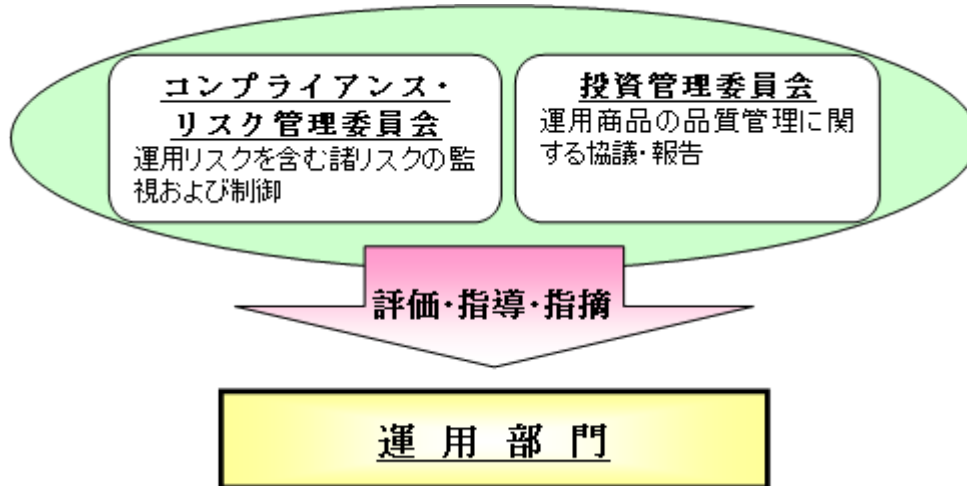 コンプライアンス・
リスク管理委員会
運用リスクを含む諸リスクの監
視および制御
投資管理委員会
運用商品の品質管理に関
する協議・報告
評価・指導・指摘
運用部門